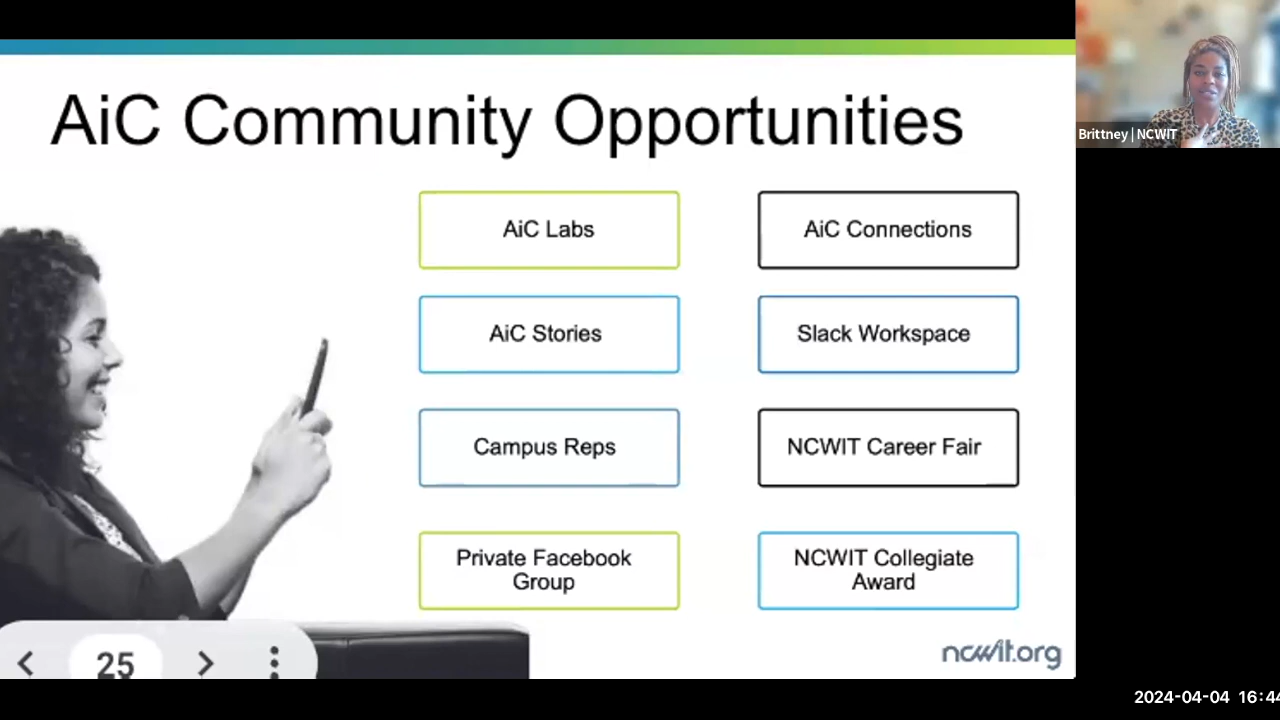 AiC Community Opportunities
Brittney | NCWIT
AiC Labs
AiC Connections
AiC Stories
Slack Workspace
Campus Reps
NCWIT Career Fair
Private Facebook
Group
NCWIT Collegiate
Award
25
ncwit.org
2024-04-04 16:44